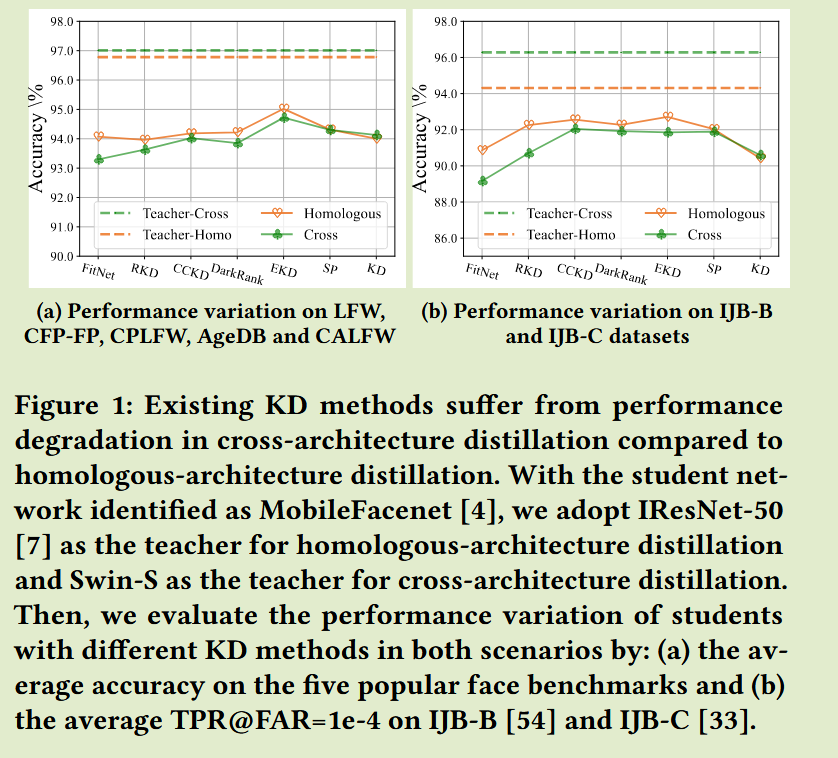 98.0
97.0
96.0
95.0
94.0
93.0
92.0
91.0
90.0
Accuracy \%
Teacher-Cross
Teacher-Homo
Homologous
Cross
FitNet
RKD
CCKD
DarkRank
EKD
SP
KD
98.0
96.0
94.0
92.0
90.0
88.0
86.0
Accuracy \%
Teacher-Cross
Teacher-Homo
Homologous
Cross
FitNet
RKD
CCKD
DarkRank
EKD
SP
KD
(a) Performance variation on LFW,
CFP-FP, CPLFW, AgeDB and CALFW
(b) Performance variation on IJB-B
and IJB-C datasets
Figure 1: Existing KD methods suffer from performance
degradation in cross-architecture distillation compared to
homologous-architecture distillation. With the student net-
work identified as MobileFacenet [4], we adopt IResNet-50
[7] as the teacher for homologous-architecture distillation
and Swin-S as the teacher for cross-architecture distillation.
Then, we evaluate the performance variation of students
with different KD methods in both scenarios by: (a) the av-
erage accuracy on the five popular face benchmarks and (b)
the average TPR@FAR=1e-4 on IJB-B [54] and IJB-C [33].